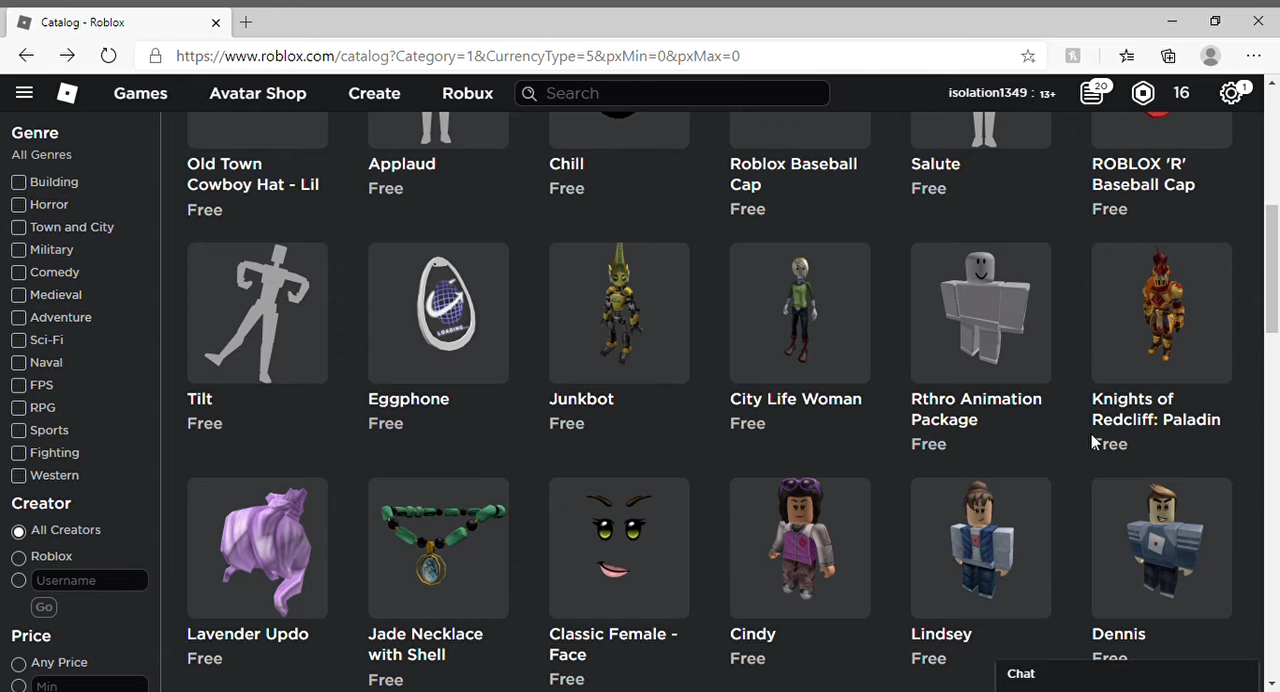 Catalog - Roblox
https://www.roblox.com/catalog?Category=1&CurrencyType=5&pxMin=0&pxMax=0
Games Avatar Shop Create Robux Search isolation1349 : 13+ 20 16 1
Genre
All Genres
Building
Horror
Town and City
Military
Comedy
Medieval
Adventure
Sci-Fi
Naval
FPS
RPG
Sports
Fighting
Western
Creator
All Creators
Roblox
Username
Go
Price
Any Price
Min
Old Town
Cowboy Hat - Lil
Free
Applaud
Free
Chill
Free
Roblox Baseball
Cap
Free
Salute
Free
ROBLOX 'R'
Baseball Cap
Free
Tilt
Free
LOADING...
Eggphone
Free
Junkbot
Free
City Life Woman
Free
Rthro Animation
Package
Free
Knights of
Redcliff: Paladin
Free
Lavender Updo
Free
Jade Necklace
with Shell
Free
Classic Female -
Face
Free
Cindy
Free
Lindsey
Free
Dennis
Free
Chat